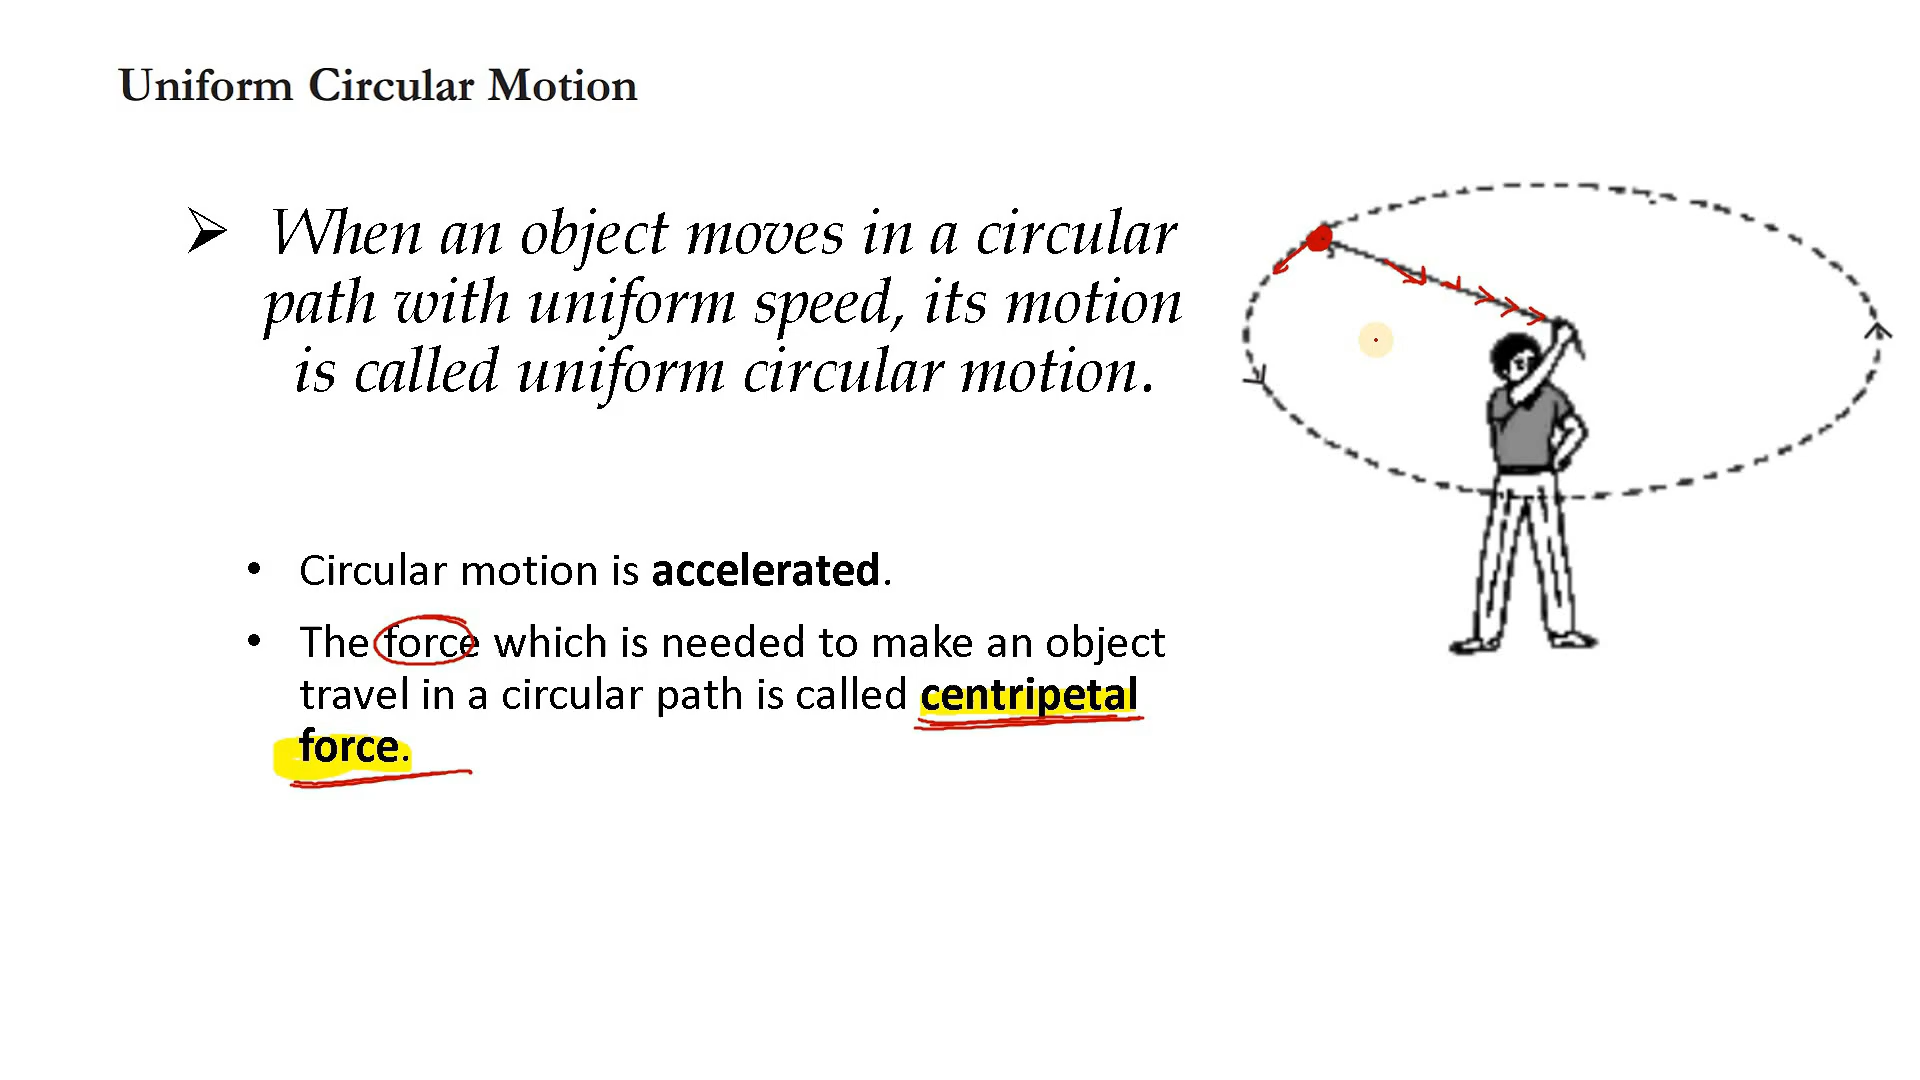 Uniform Circular Motion
➢ When an object moves in a circular
path with uniform speed, its motion
is called uniform circular motion.
• Circular motion is accelerated.
• The force which is needed to make an object
travel in a circular path is called centripetal
force.